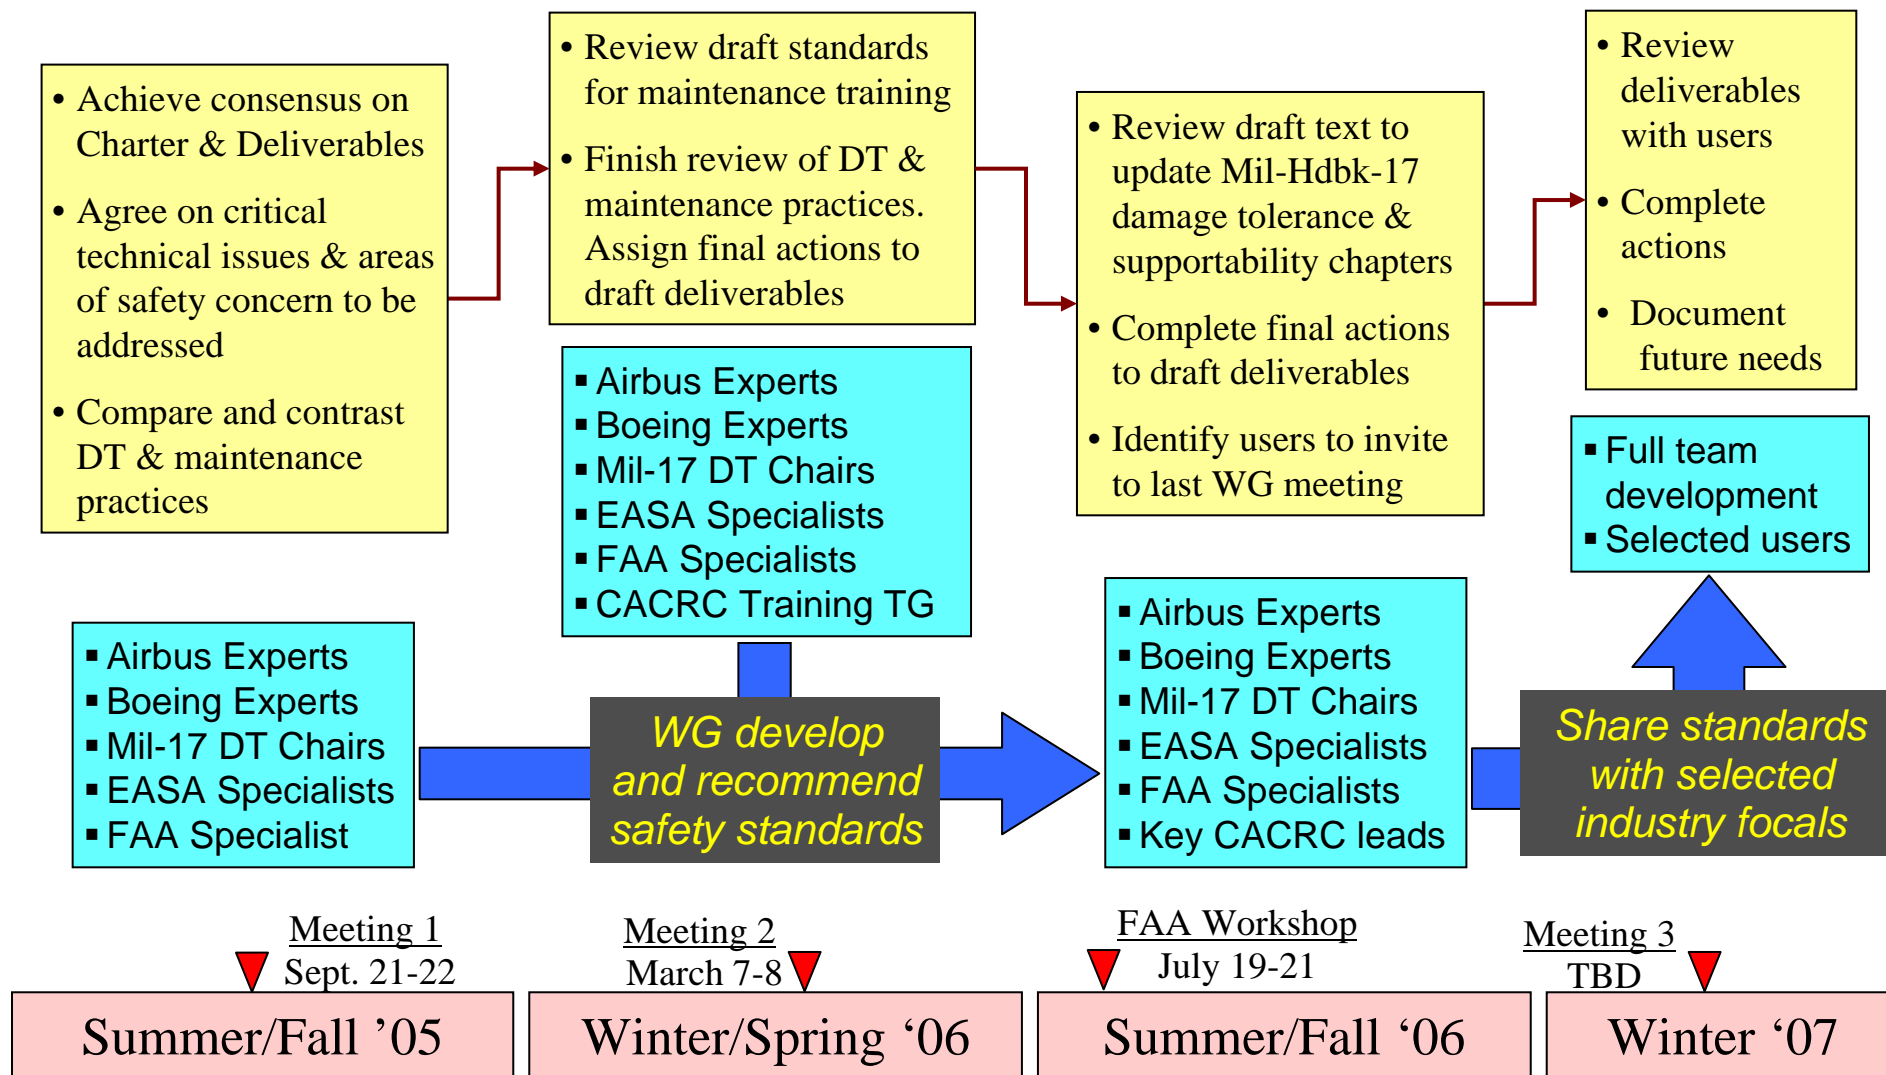 • Achieve consensus on
Charter & Deliverables
• Agree on critical
technical issues & areas
of safety concern to be
addressed
• Compare and contrast
DT & maintenance
practices
• Review draft standards
for maintenance training
• Finish review of DT &
maintenance practices.
Assign final actions to
draft deliverables
• Review draft text to
update Mil-Hdbk-17
damage tolerance &
supportability chapters
• Complete final actions
to draft deliverables
• Identify users to invite
to last WG meeting
• Review
deliverables
with users
• Complete
actions
• Document
future needs
▪ Airbus Experts
▪ Boeing Experts
▪ Mil-17 DT Chairs
▪ EASA Specialists
▪ FAA Specialist
▪ Airbus Experts
▪ Boeing Experts
▪ Mil-17 DT Chairs
▪ EASA Specialists
▪ FAA Specialists
▪ CACRC Training TG
▪ Airbus Experts
▪ Boeing Experts
▪ Mil-17 DT Chairs
▪ EASA Specialists
▪ FAA Specialists
▪ Key CACRC leads
▪ Full team
development
▪ Selected users
WG develop
and recommend
safety standards
Share standards
with selected
industry focals
Meeting 1
Sept. 21-22
Meeting 2
March 7-8
FAA Workshop
July 19-21
Meeting 3
TBD
Summer/Fall ’05
Winter/Spring ‘06
Summer/Fall ‘06
Winter ‘07